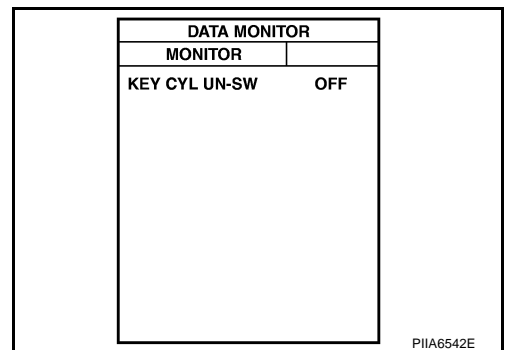 DATA MONITOR
MONITOR
KEY CYL UN-SW OFF
PIIA6542E